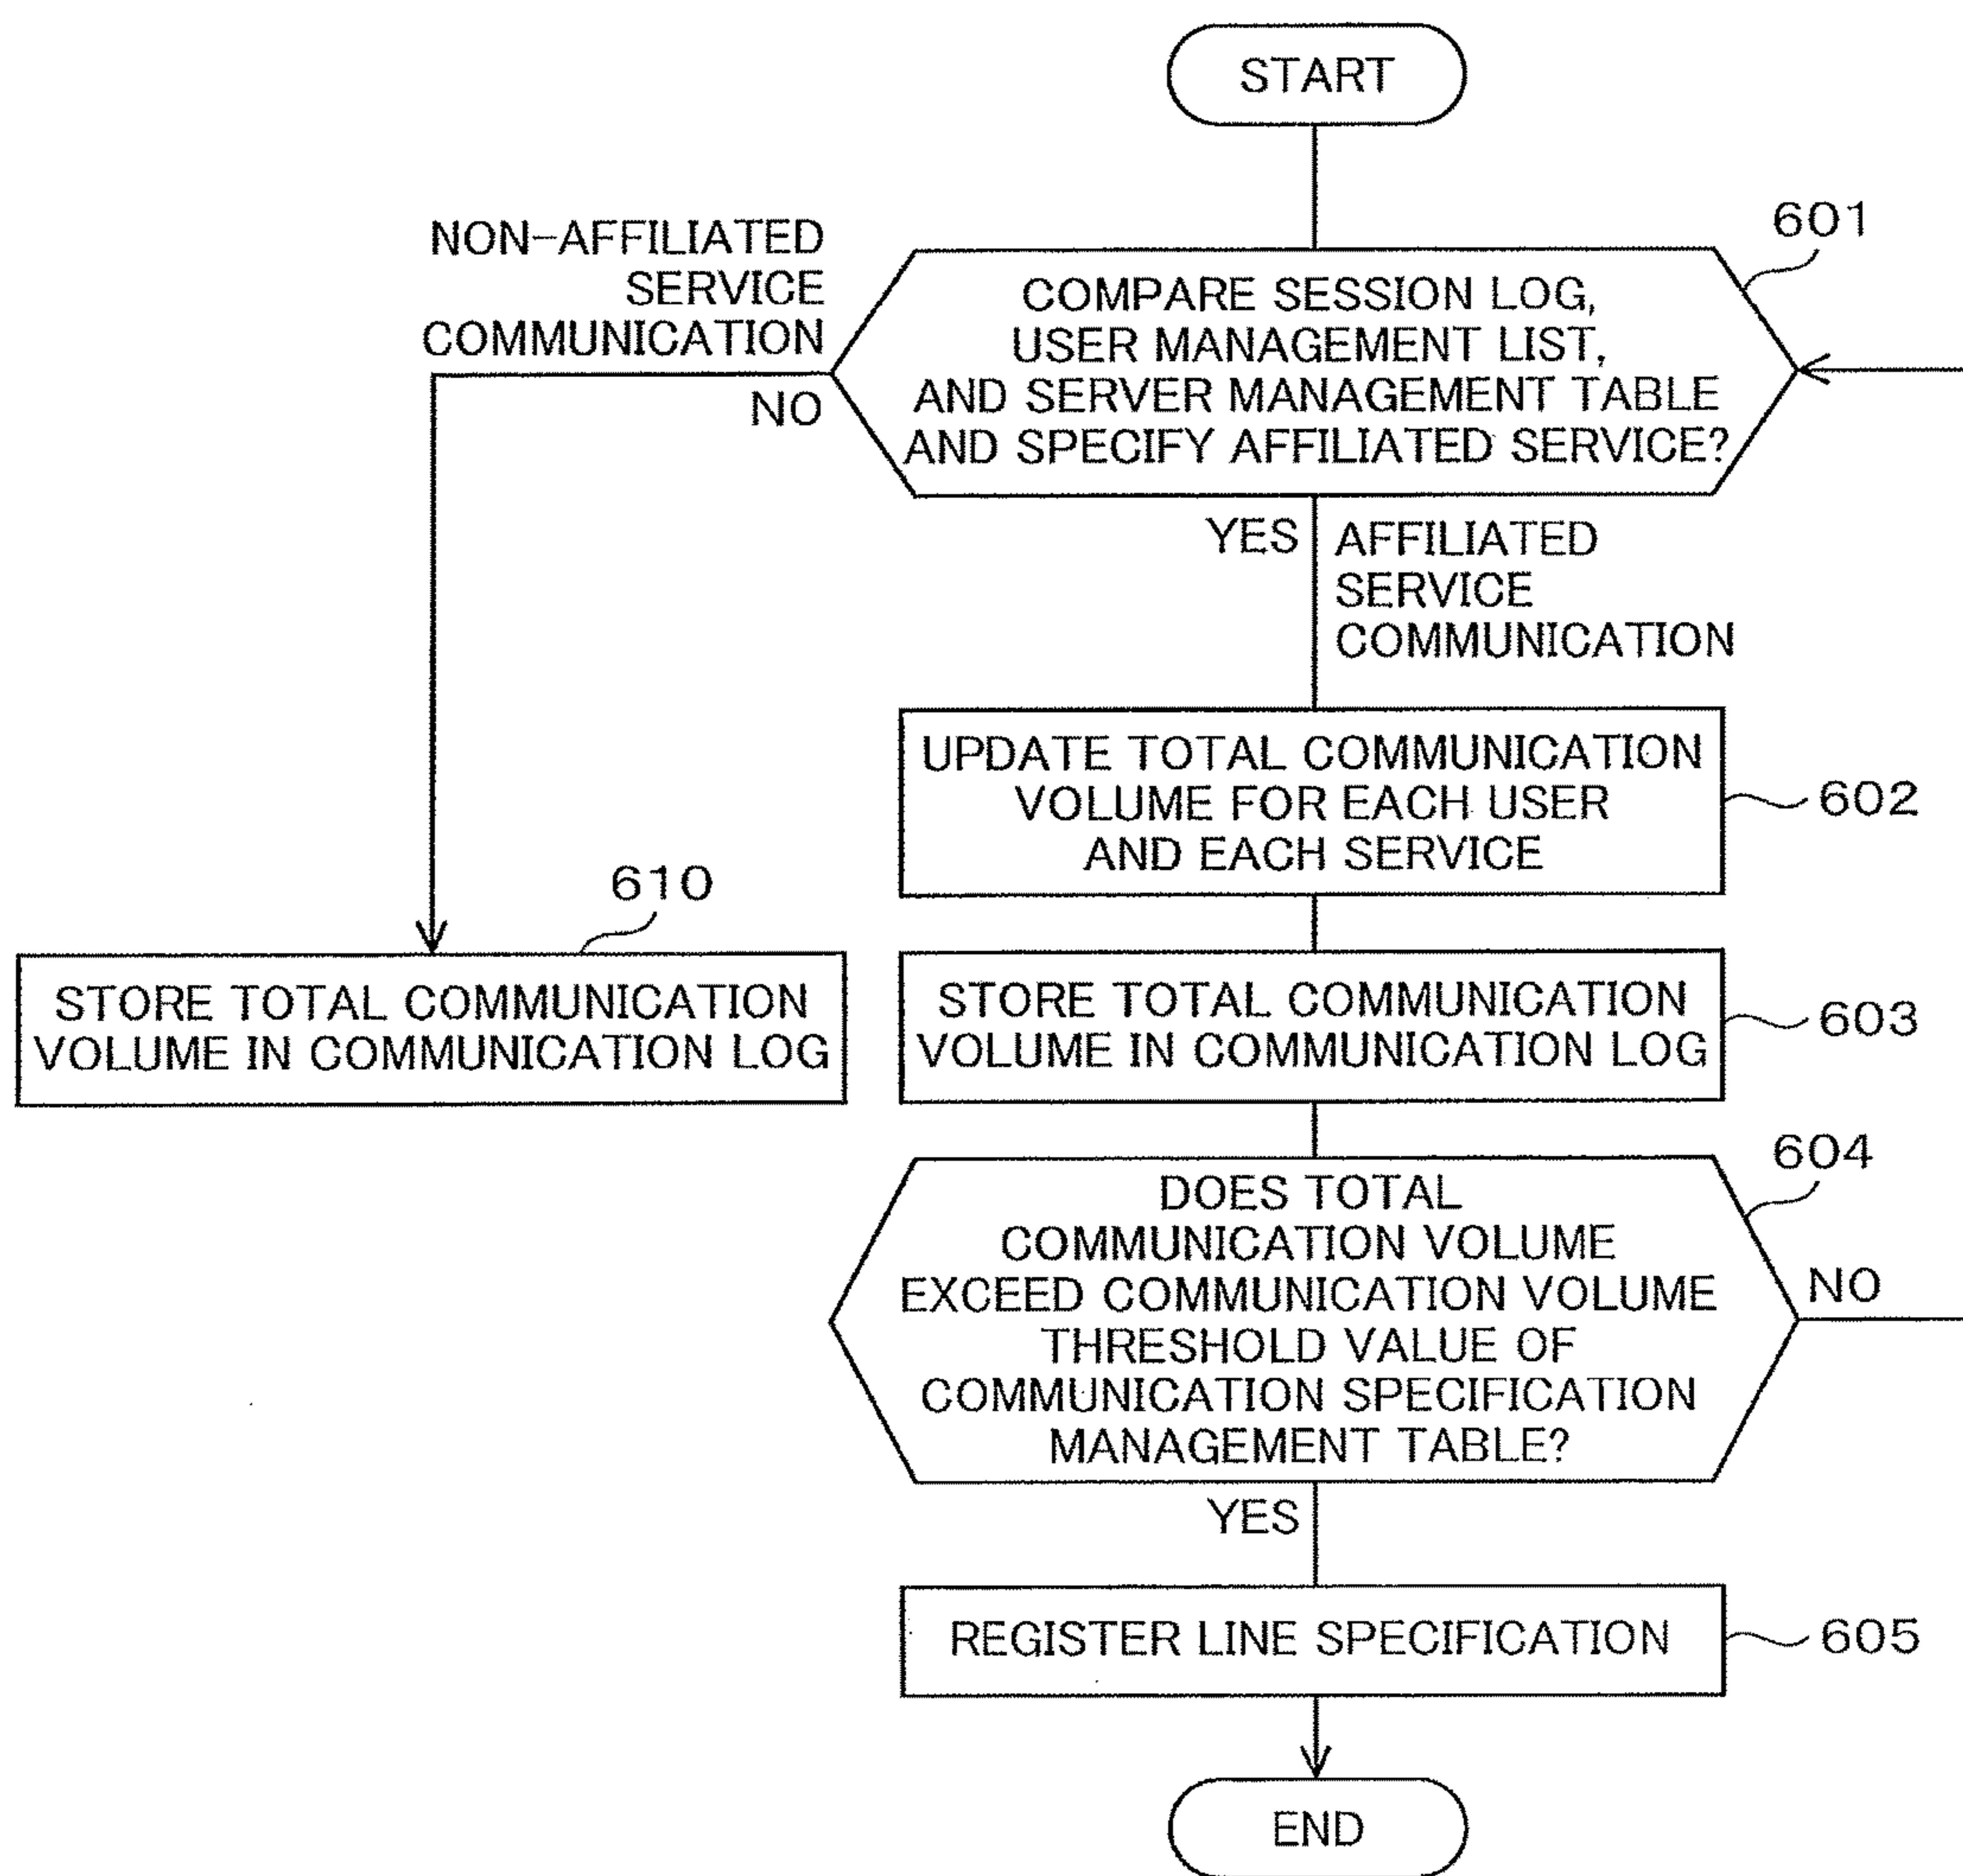 START
601
NON-AFFILIATED
SERVICE
COMMUNICATION
NO
COMPARE SESSION LOG,
USER MANAGEMENT LIST,
AND SERVER MANAGEMENT TABLE
AND SPECIFY AFFILIATED SERVICE?
YES
AFFILIATED
SERVICE
COMMUNICATION
UPDATE TOTAL COMMUNICATION
VOLUME FOR EACH USER
AND EACH SERVICE
602
610
STORE TOTAL COMMUNICATION
VOLUME IN COMMUNICATION LOG
STORE TOTAL COMMUNICATION
VOLUME IN COMMUNICATION LOG
603
604
DOES TOTAL
COMMUNICATION VOLUME
EXCEED COMMUNICATION VOLUME
THRESHOLD VALUE OF
COMMUNICATION SPECIFICATION
MANAGEMENT TABLE?
NO
YES
REGISTER LINE SPECIFICATION
605
END